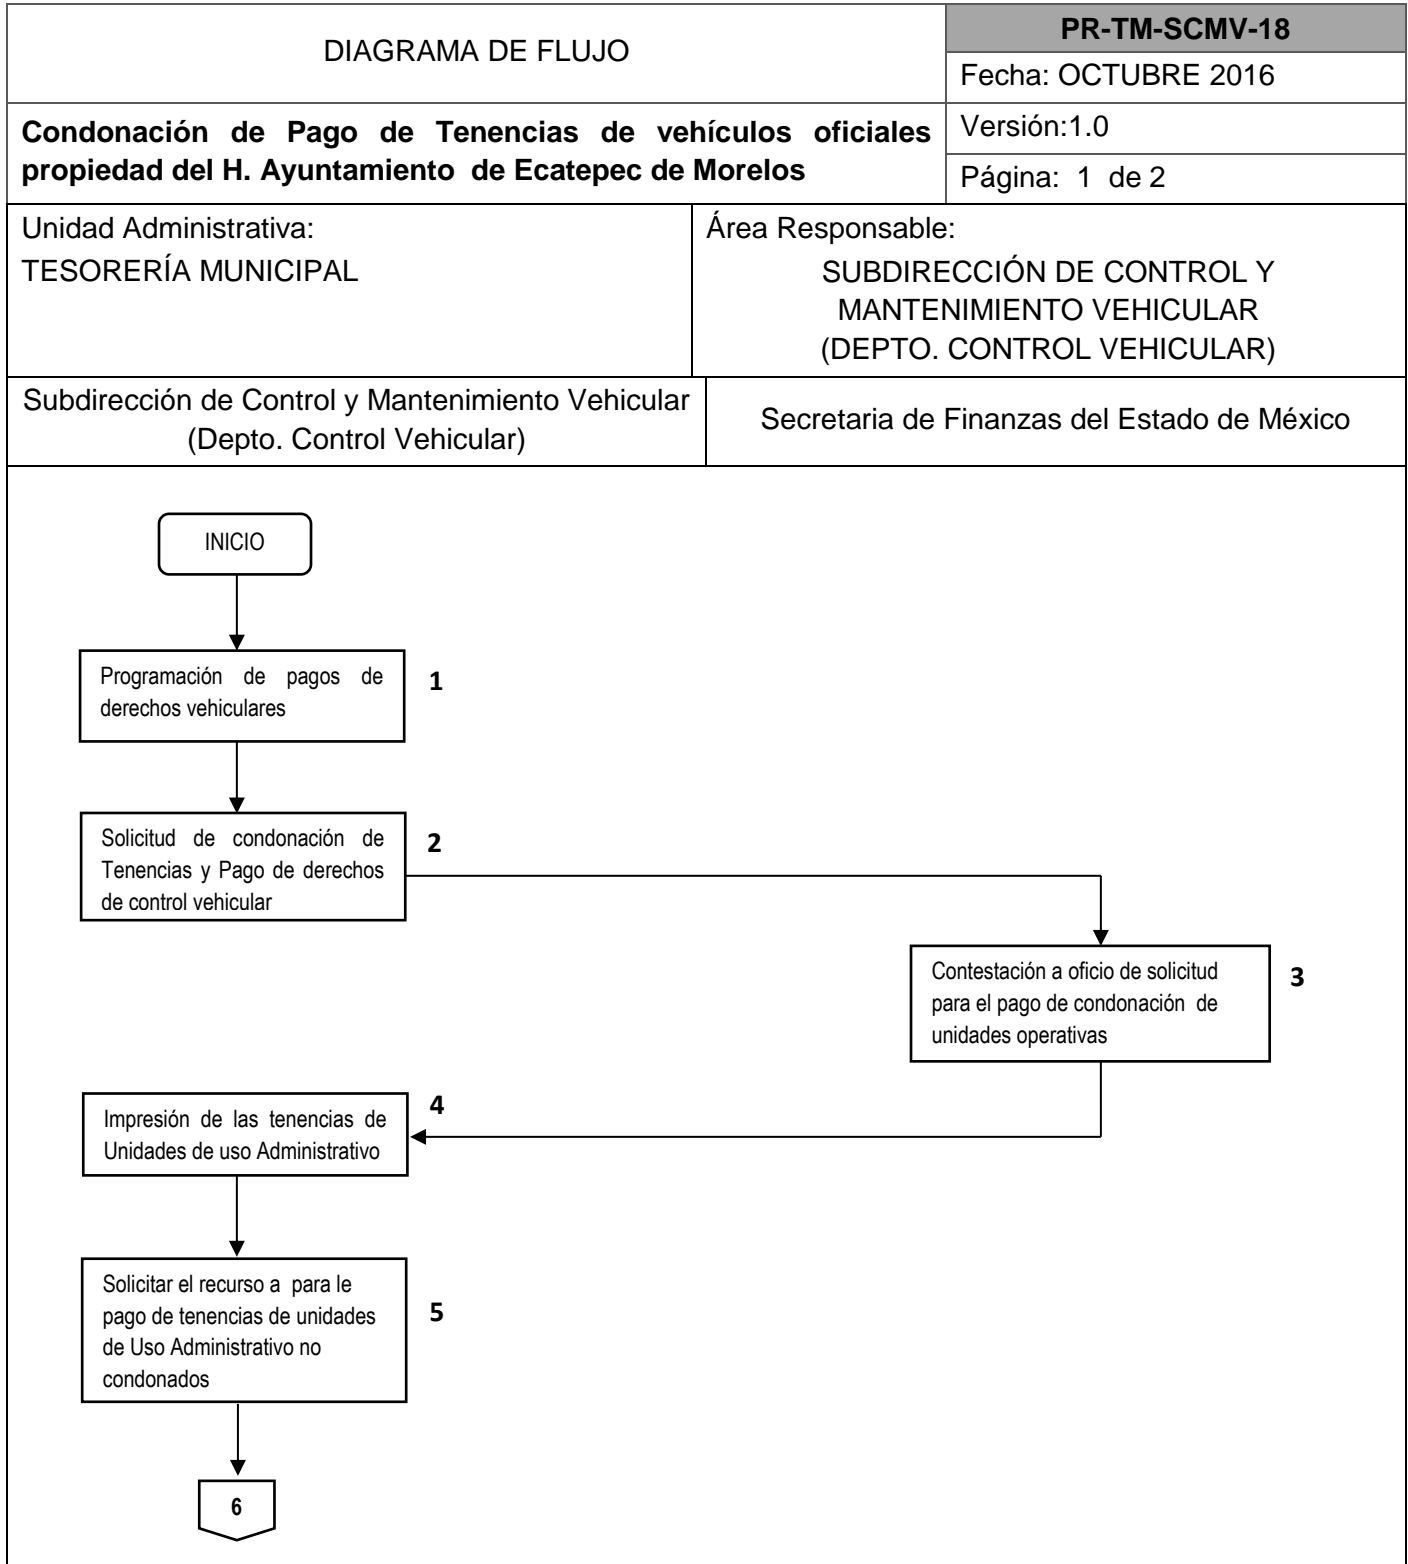 DIAGRAMA DE FLUJO
PR-TM-SCMV-18
Fecha: OCTUBRE 2016
Condonación de Pago de Tenencias de vehículos oficiales
propiedad del H. Ayuntamiento de Ecatepec de Morelos
Versión:1.0
Página: 1 de 2
Unidad Administrativa:
TESORERÍA MUNICIPAL
Área Responsable:
SUBDIRECCIÓN DE CONTROL Y
MANTENIMIENTO VEHICULAR
(DEPTO. CONTROL VEHICULAR)
Subdirección de Control y Mantenimiento Vehicular
(Depto. Control Vehicular)
Secretaria de Finanzas del Estado de México
INICIO
Programación de pagos de
derechos vehiculares
1
Solicitud de condonación de
Tenencias y Pago de derechos
de control vehicular
2
Contestación a oficio de solicitud
para el pago de condonación de
unidades operativas
3
Impresión de las tenencias de
Unidades de uso Administrativo
4
Solicitar el recurso a para le
pago de tenencias de unidades
de Uso Administrativo no
condonados
5
6